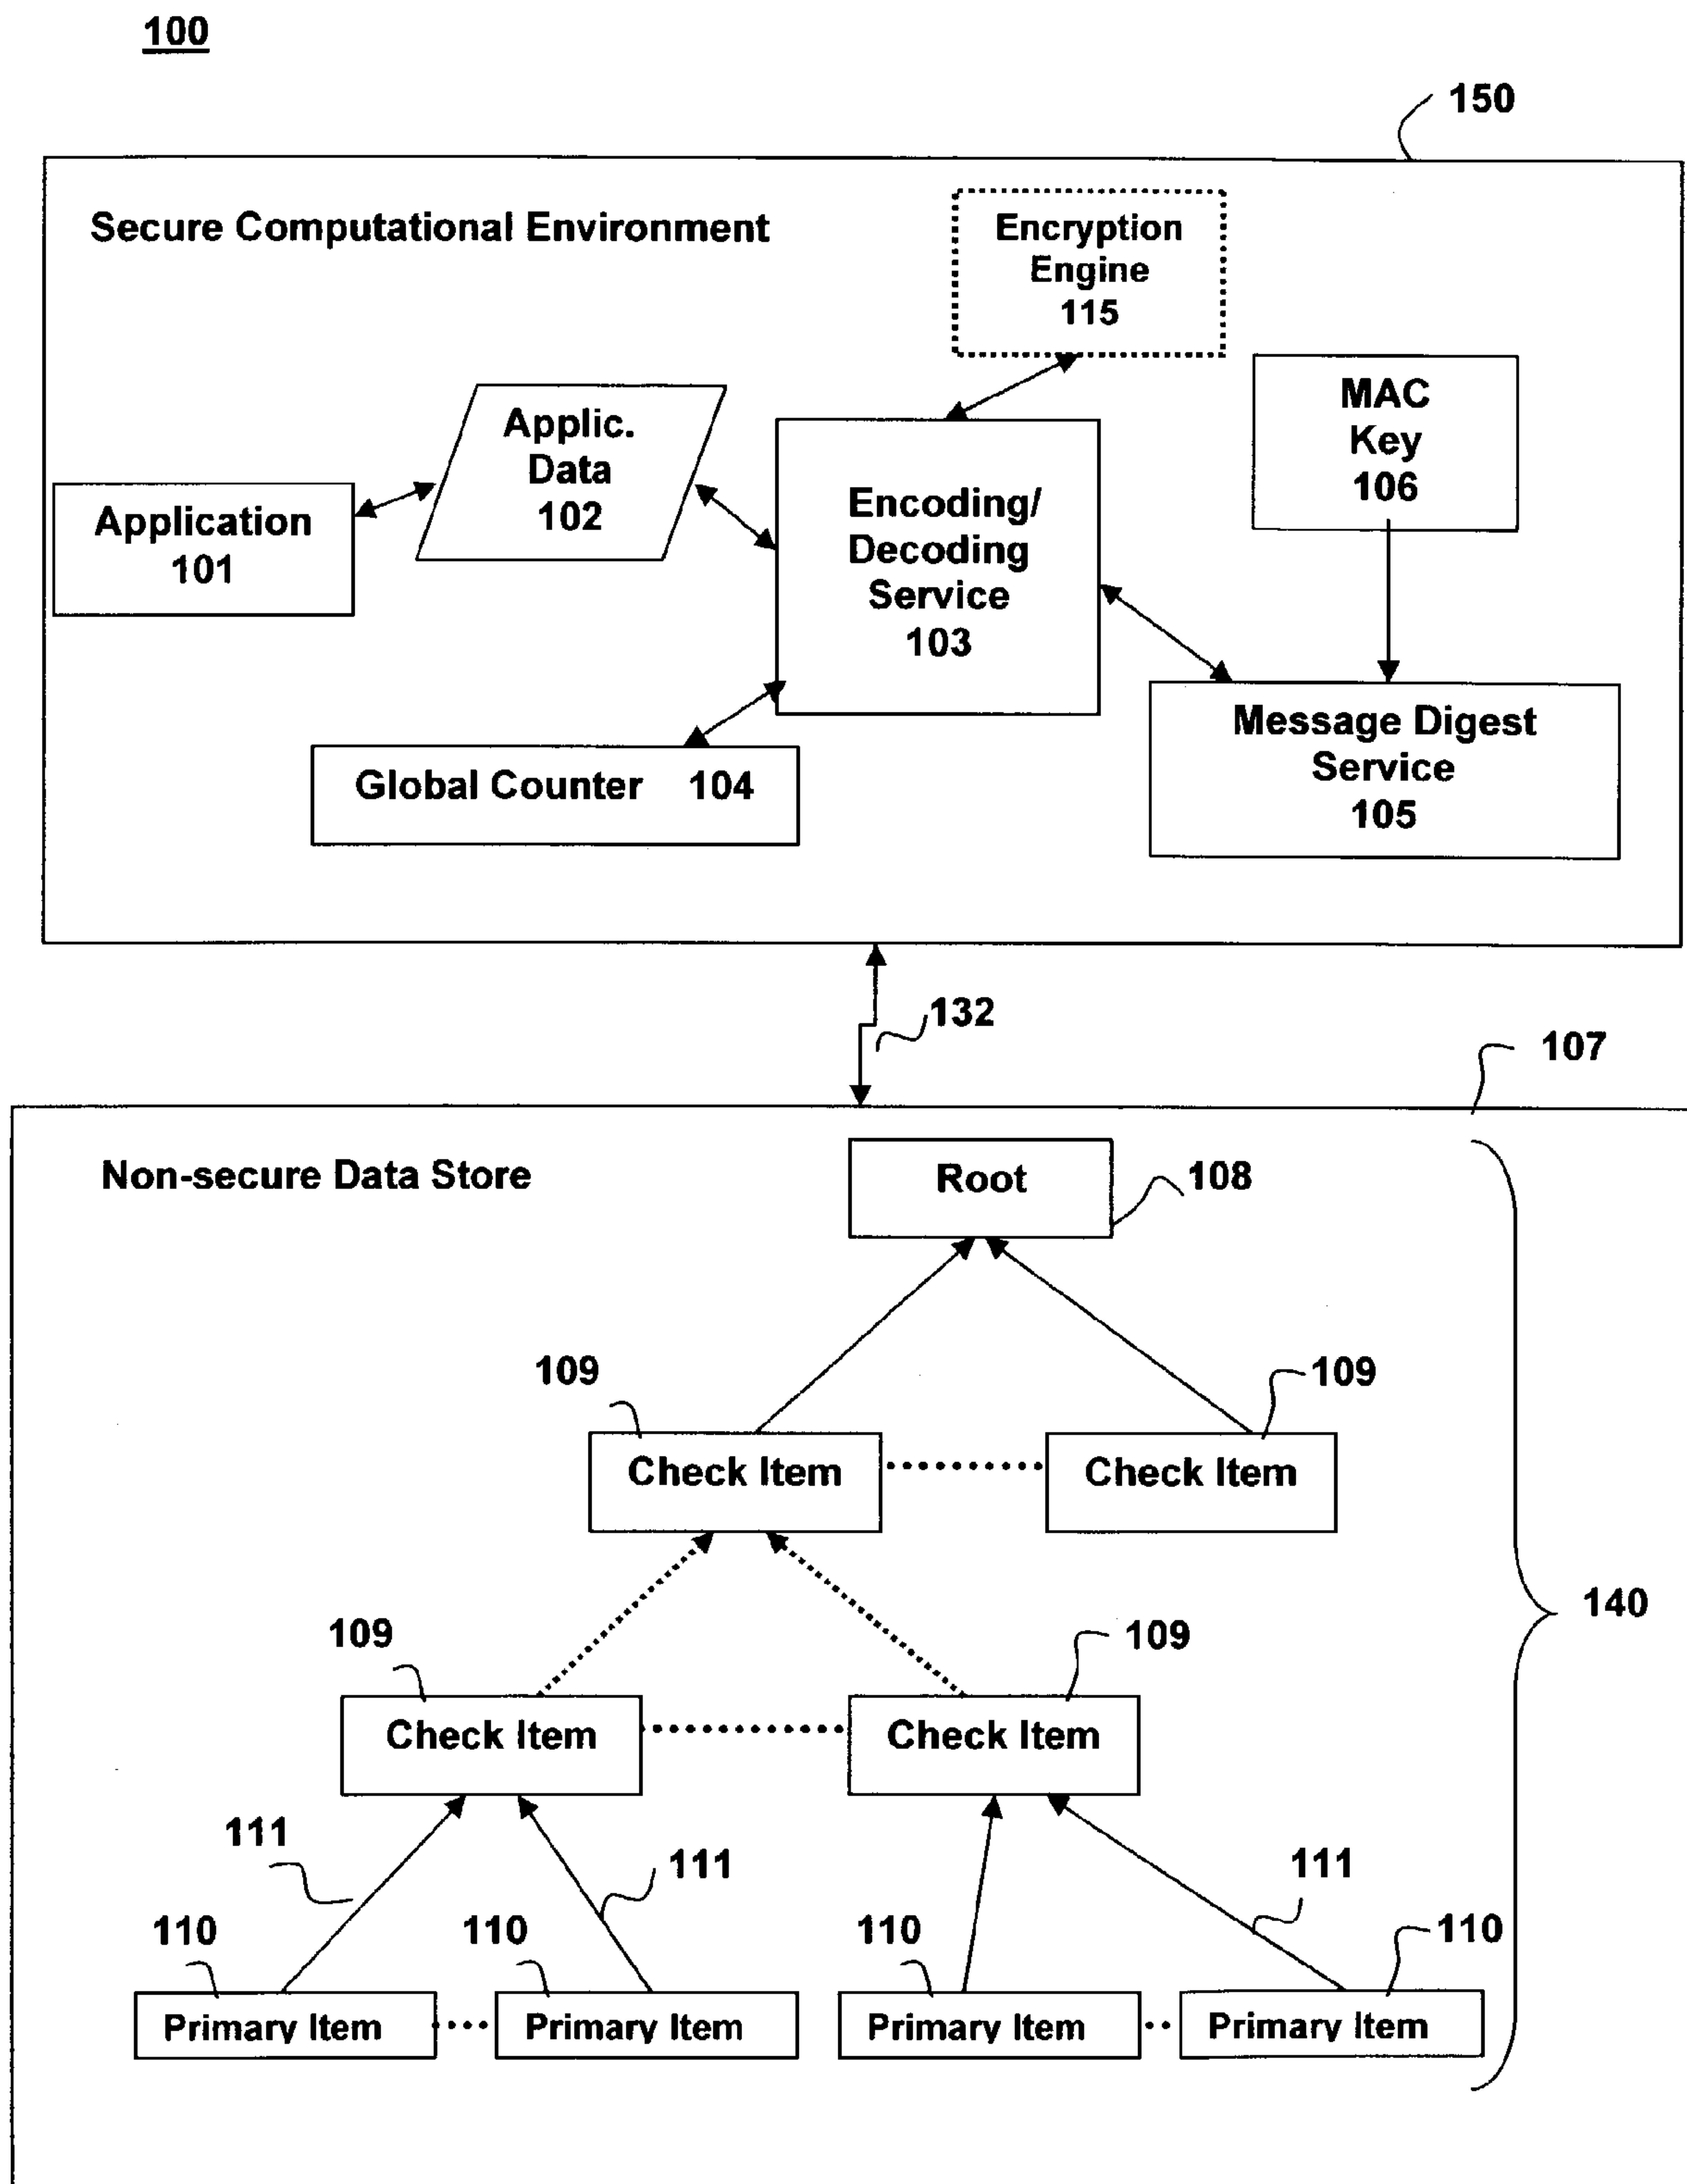 100
150
Secure Computational Environment
Encryption
Engine
115
MAC
Key
106
Applic.
Data
102
Application
101
Encoding/
Decoding
Service
103
Global Counter 104
Message Digest
Service
105
132
107
Non-secure Data Store
Root
108
109
109
Check Item
Check Item
140
109
109
Check Item
Check Item
111
111
111
110
110
110
110
Primary Item
Primary Item
Primary Item
Primary Item